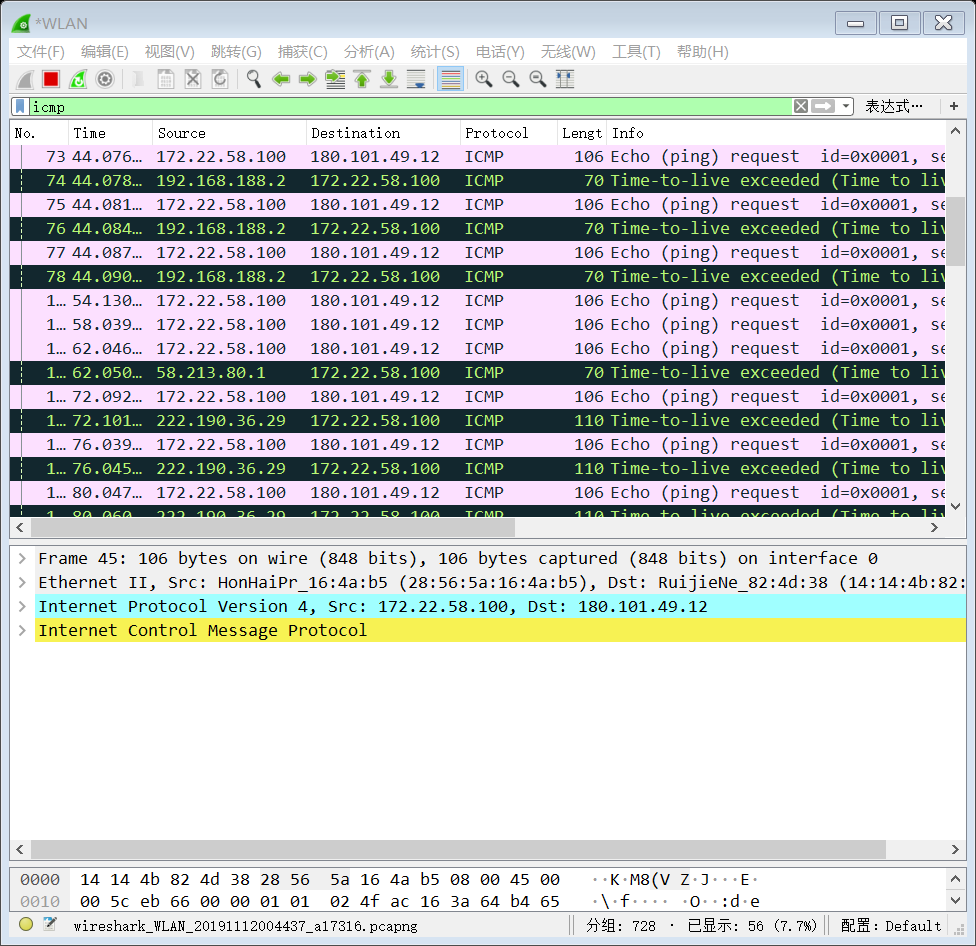 *WLAN
文件(F) 编辑(E) 视图(V) 跳转(G) 捕获(C) 分析(A) 统计(S) 电话(Y) 无线(W) 工具(T) 帮助(H)
icmp 表达式… +
No. Time Source Destination Protocol Lengt Info
73 44.076… 172.22.58.100 180.101.49.12 ICMP 106 Echo (ping) request id=0x0001, se
74 44.078… 192.168.188.2 172.22.58.100 ICMP 70 Time-to-live exceeded (Time to liv
75 44.081… 172.22.58.100 180.101.49.12 ICMP 106 Echo (ping) request id=0x0001, se
76 44.084… 192.168.188.2 172.22.58.100 ICMP 70 Time-to-live exceeded (Time to liv
77 44.087… 172.22.58.100 180.101.49.12 ICMP 106 Echo (ping) request id=0x0001, se
78 44.090… 192.168.188.2 172.22.58.100 ICMP 70 Time-to-live exceeded (Time to liv
1… 54.130… 172.22.58.100 180.101.49.12 ICMP 106 Echo (ping) request id=0x0001, se
1… 58.039… 172.22.58.100 180.101.49.12 ICMP 106 Echo (ping) request id=0x0001, se
1… 62.046… 172.22.58.100 180.101.49.12 ICMP 106 Echo (ping) request id=0x0001, se
1… 62.050… 58.213.80.1 172.22.58.100 ICMP 70 Time-to-live exceeded (Time to liv
1… 72.092… 172.22.58.100 180.101.49.12 ICMP 106 Echo (ping) request id=0x0001, se
1… 72.101… 222.190.36.29 172.22.58.100 ICMP 110 Time-to-live exceeded (Time to liv
1… 76.039… 172.22.58.100 180.101.49.12 ICMP 106 Echo (ping) request id=0x0001, se
1… 76.045… 222.190.36.29 172.22.58.100 ICMP 110 Time-to-live exceeded (Time to liv
1… 80.047… 172.22.58.100 180.101.49.12 ICMP 106 Echo (ping) request id=0x0001, se
1 80.060 222.190.36.29 172.22.58.100 ICMP 110 Time-to-live exceeded (Time to liv
Frame 45: 106 bytes on wire (848 bits), 106 bytes captured (848 bits) on interface 0
Ethernet II, Src: HonHaiPr_16:4a:b5 (28:56:5a:16:4a:b5), Dst: RuijieNe_82:4d:38 (14:14:4b:82:
Internet Protocol Version 4, Src: 172.22.58.100, Dst: 180.101.49.12
Internet Control Message Protocol
0000 14 14 4b 82 4d 38 28 56 5a 16 4a b5 08 00 45 00 ··K·M8(V Z·J···E·
0010 00 5c eb 66 00 00 01 01 02 4f ac 16 3a 64 b4 65 ·\·f···· ·O··:d·e
wireshark_WLAN_20191112004437_a17316.pcapng 分组: 728 · 已显示: 56 (7.7%) 配置: Default